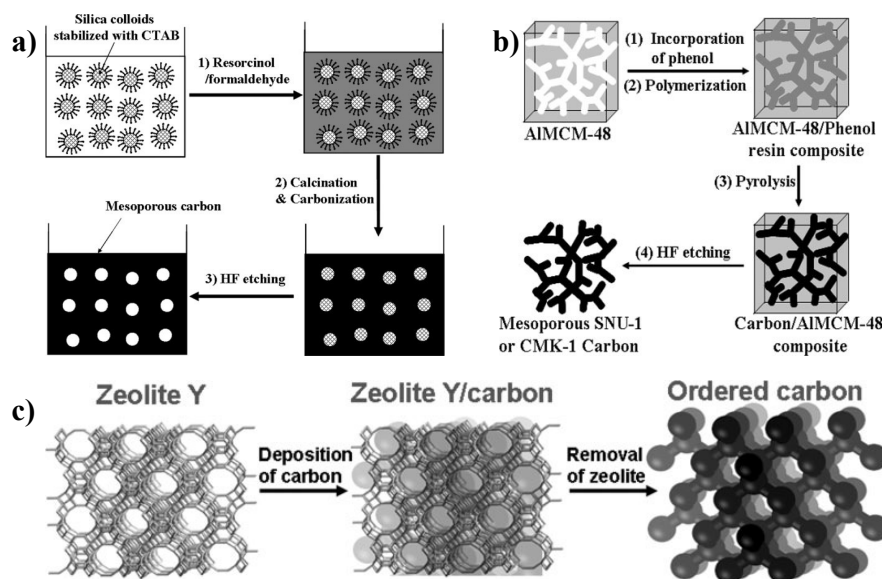 a)
Silica colloids
stabilized with CTAB
1) Resorcinol
/formaldehyde
2) Calcination
& Carbonization
Mesoporous carbon
3) HF etching
b)
(1) Incorporation
of phenol
(2) Polymerization
AlMCM-48
AlMCM-48/Phenol
resin composite
(3) Pyrolysis
(4) HF etching
Mesoporous SNU-1
or CMK-1 Carbon
Carbon/AlMCM-48
composite
c)
Zeolite Y
Deposition
of carbon
Zeolite Y/carbon
Removal
of zeolite
Ordered carbon